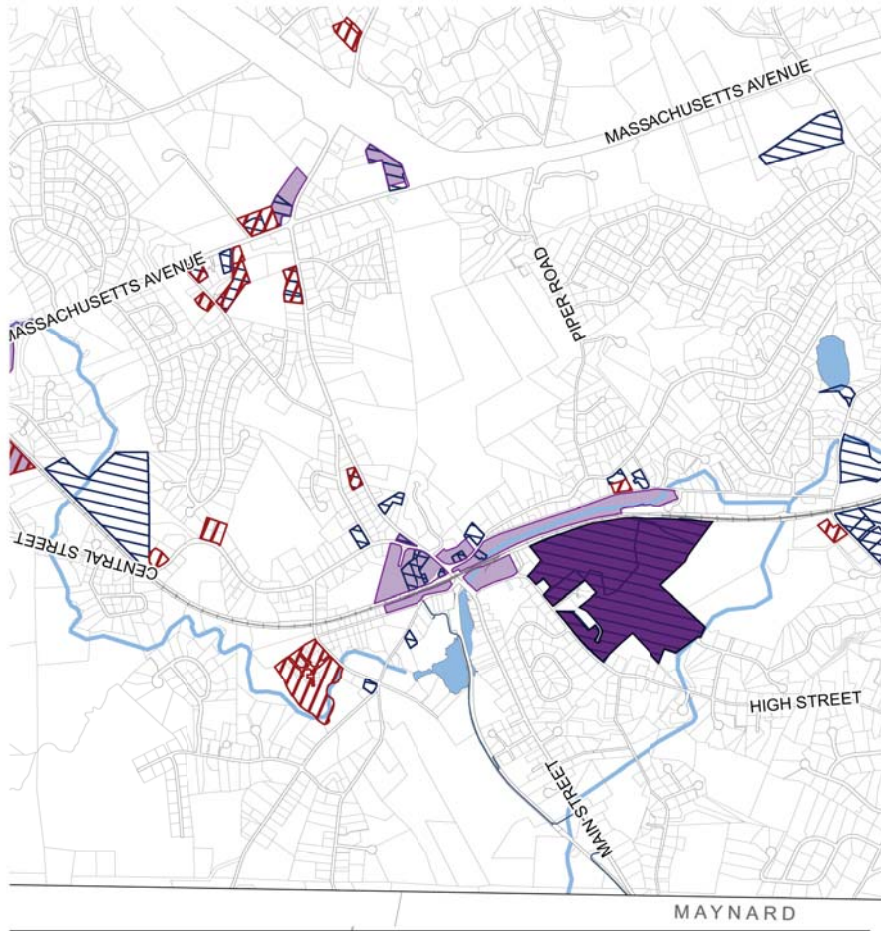 MASSACHUSETTS AVENUE
MASSACHUSETTS AVENUE
PIPER ROAD
CENTRAL STREET
HIGH STREET
MAIN STREET
MAYNARD